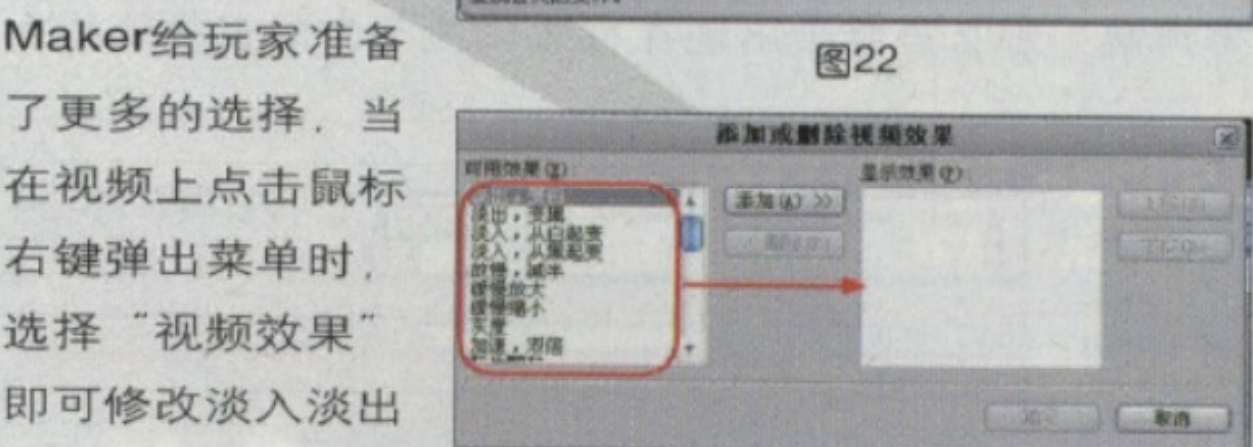 Maker给玩家准备
了更多的选择，当
在视频上点击鼠标
右键弹出菜单时，
选择“视频效果”
即可修改淡入淡出
图22
添加或删除视频效果
可用效果(E):
淡出，变黑
淡入，从白起变
淡入，从黑起变
放慢，减半
缓慢放大
缓慢缩小
灰度
加速，双倍
添加(A) >>
显示效果(D):
取消